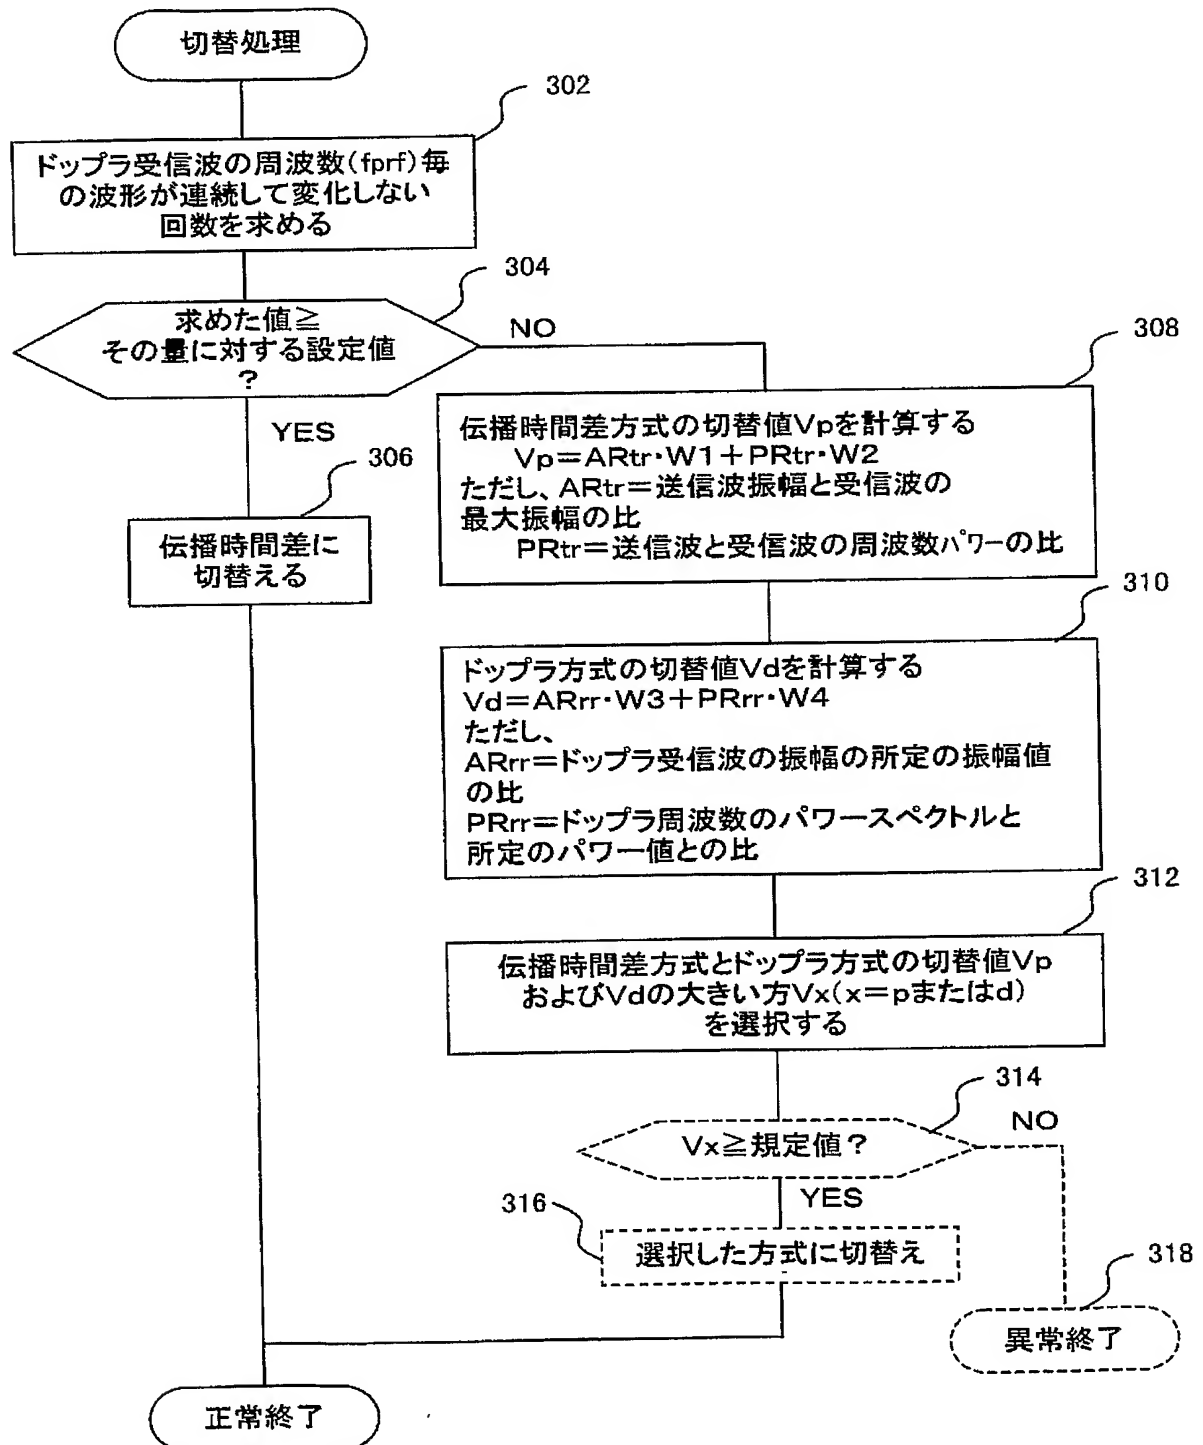 切替処理
302
ドップラ受信波の周波数(fprf)毎
の波形が連続して変化しない
回数を求める
304
求めた値≧
その量に対する設定値
?
NO
YES
306
伝播時間差に
切替える
308
伝播時間差方式の切替値Vpを計算する
Vp=ARtr・W1+PRtr・W2
ただし、ARtr=送信波振幅と受信波の
最大振幅の比
PRtr=送信波と受信波の周波数パワーの比
310
ドップラ方式の切替値Vdを計算する
Vd=ARrr・W3+PRrr・W4
ただし、
ARrr=ドップラ受信波の振幅の所定の振幅値
の比
PRrr=ドップラ周波数のパワースペクトルと
所定のパワー値との比
312
伝播時間差方式とドップラ方式の切替値Vp
およびVdの大きい方Vx(x=pまたはd)
を選択する
314
Vx≧規定値?
NO
YES
316
選択した方式に切替え
318
異常終了
正常終了